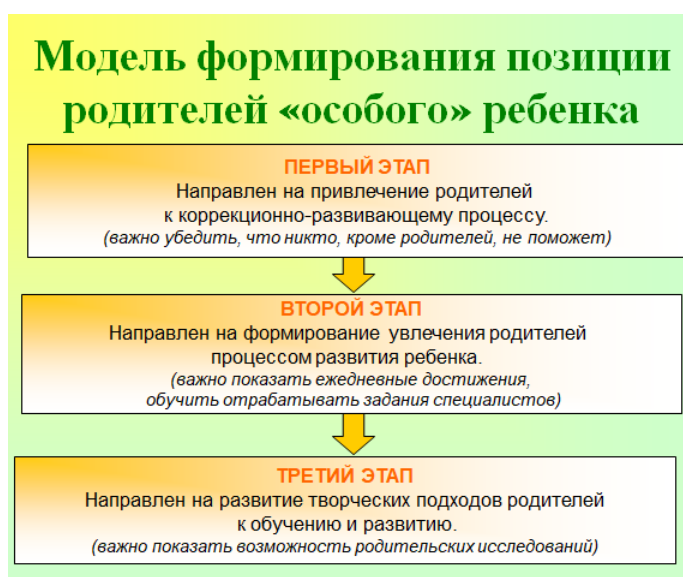 Модель формирования позиции
родителей «особого» ребенка
ПЕРВЫЙ ЭТАП
Направлен на привлечение родителей
к коррекционно-развивающему процессу.
(важно убедить, что никто, кроме родителей, не поможет)
ВТОРОЙ ЭТАП
Направлен на формирование увлечения родителей
процессом развития ребенка.
(важно показать ежедневные достижения,
обучить отрабатывать задания специалистов)
ТРЕТИЙ ЭТАП
Направлен на развитие творческих подходов родителей
к обучению и развитию.
(важно показать возможность родительских исследований)